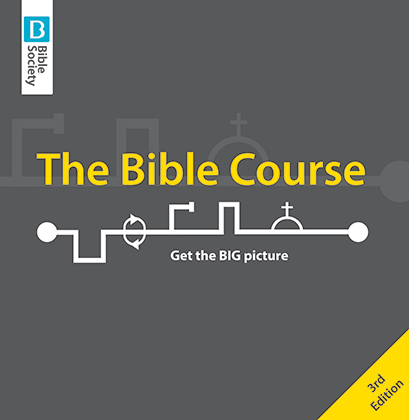 B
Bible
Society
The Bible Course
Get the BIG picture
3rd
Edition